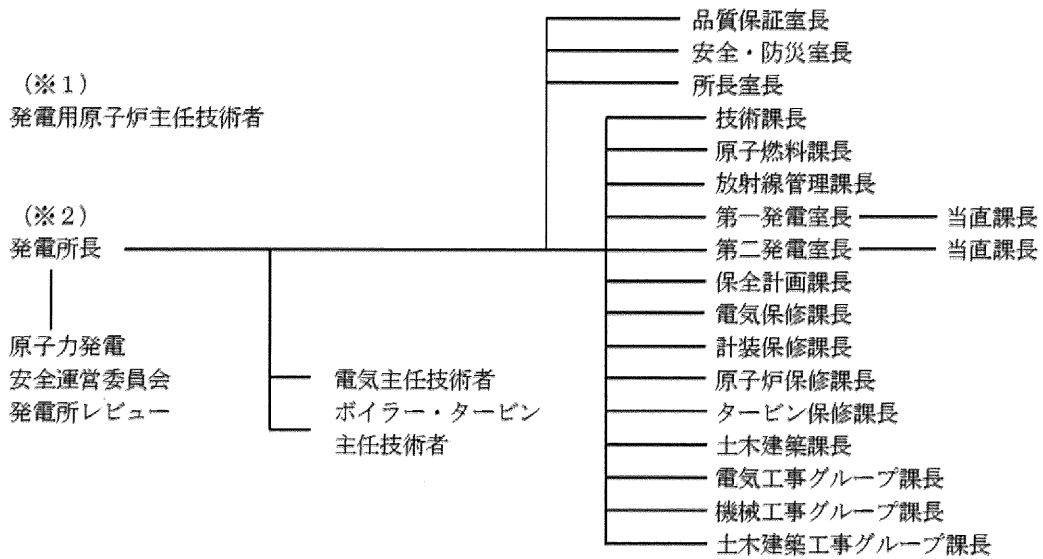 品質保証室長
安全・防災室長
所長室長
(※1)
発電用原子炉主任技術者
技術課長
原子燃料課長
放射線管理課長
第一発電室長 当直課長
(※2)
発電所長
第二発電室長 当直課長
保全計画課長
電気保修課長
計装保修課長
原子炉保修課長
タービン保修課長
土木建築課長
電気工事グループ課長
機械工事グループ課長
土木建築工事グループ課長
原子力発電
安全運営委員会
発電所レビュー
電気主任技術者
ボイラー・タービン
主任技術者